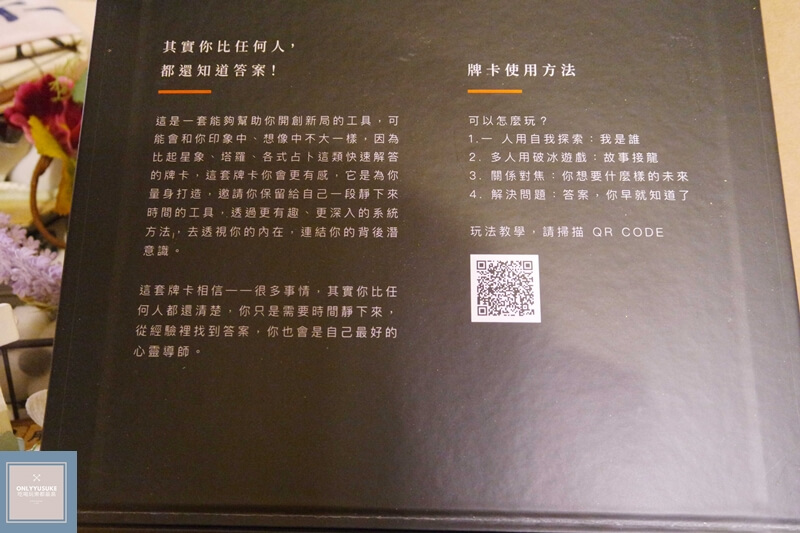 其實你比任何人，
都還知道答案！
這是一套能夠幫助你開創新局的工具，可
能會和你印象中、想像中不大一樣，因為
比起星象、塔羅、各式占卜這類快速解答
的牌卡，這套牌卡你會更有感，它是為你
量身打造，邀請你保留給自己一段靜下來
時間的工具，透過更有趣、更深入的系統
方法，去透視你的內在，連結你的背後潛
意識。
這套牌卡相信——很多事情，其實你比任
何人都還清楚，你只是需要時間靜下來，
從經驗裡找到答案，你也會是自己最好的
心靈導師。
牌卡使用方法
可以怎麼玩？
1.一 人用自我探索：我是誰
2. 多人用破冰遊戲：故事接龍
3. 關係對焦：你想要什麼樣的未來
4. 解決問題：答案，你早就知道了
玩法教學，請掃描 QR CODE
ONLYYUSUKE